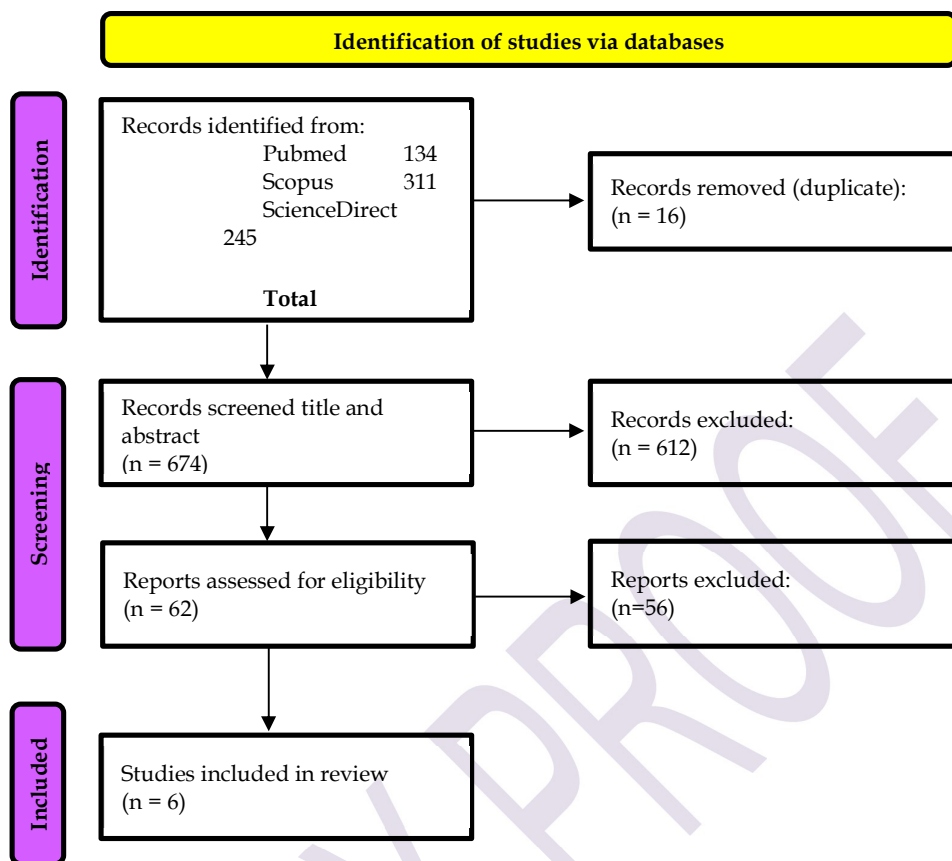 Identification of studies via databases
Identification
Records identified from:
Pubmed 134
Scopus 311
ScienceDirect
245
Total
Records removed (duplicate):
(n = 16)
Screening
Records screened title and
abstract
(n = 674)
Records excluded:
(n = 612)
Reports assessed for eligibility
(n = 62)
Reports excluded:
(n=56)
Included
Studies included in review
(n = 6)
PROOF